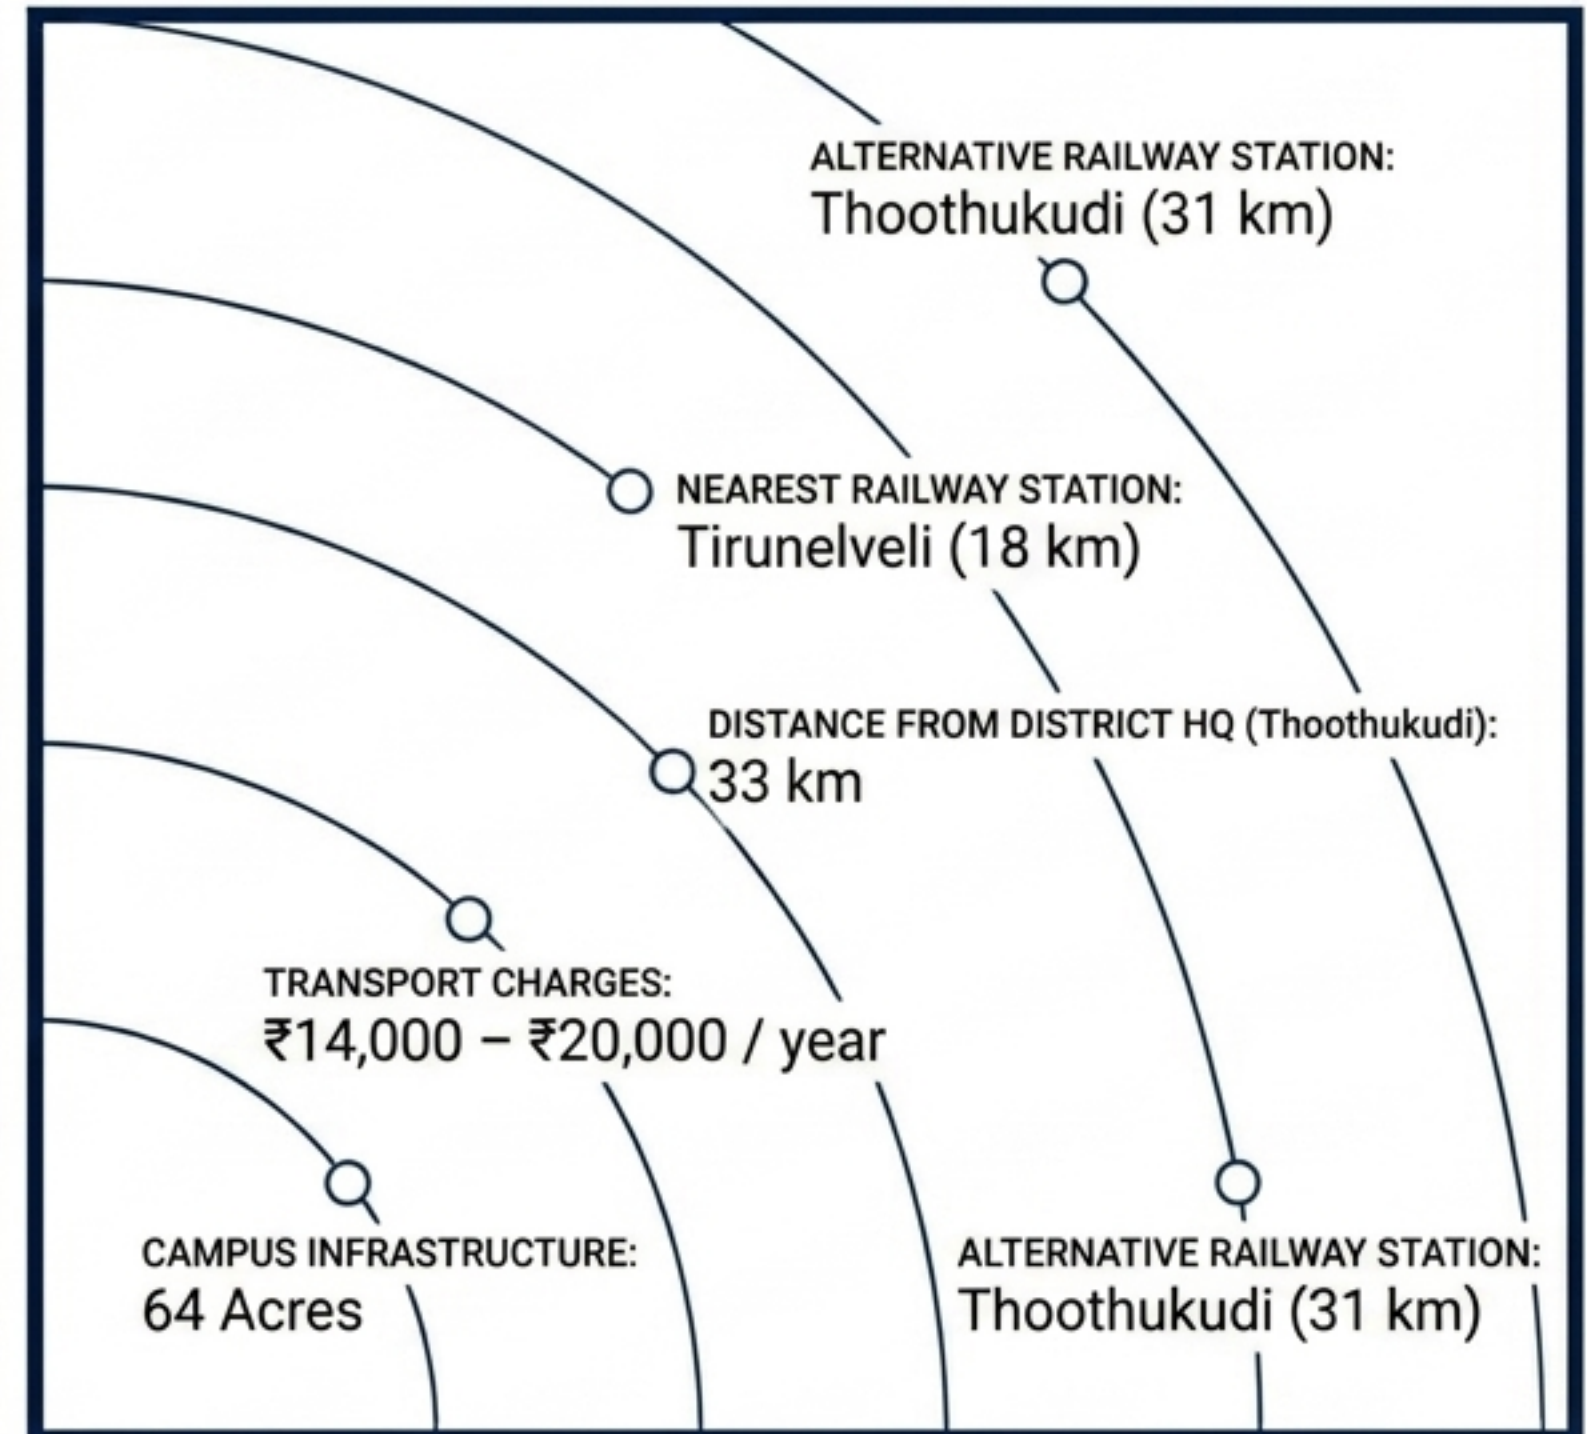 ALTERNATIVE RAILWAY STATION:
Thoothukudi (31 km)
NEAREST RAILWAY STATION:
Tirunelveli (18 km)
DISTANCE FROM DISTRICT HQ (Thoothukudi):
33 km
TRANSPORT CHARGES:
₹14,000 – ₹20,000 / year
CAMPUS INFRASTRUCTURE:
64 Acres
ALTERNATIVE RAILWAY STATION:
Thoothukudi (31 km)